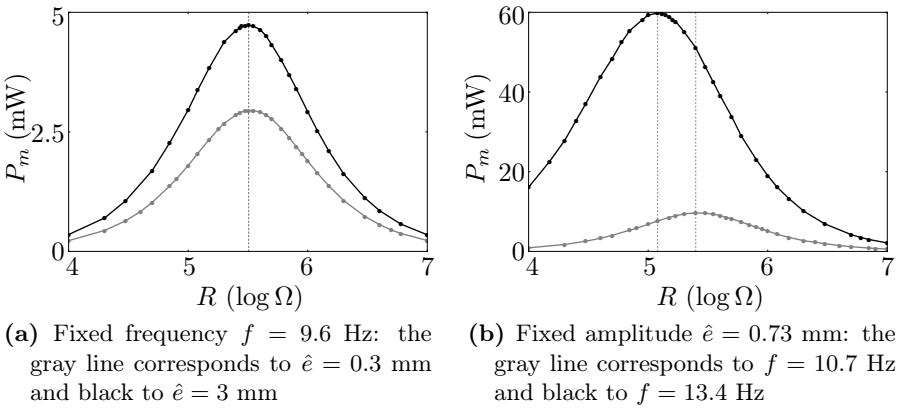 5
2.5
0
P_m (mW)
4 5 6 7
R (log Ω)
60
40
20
0
P_m (mW)
4 5 6 7
R (log Ω)
(a) Fixed frequency f = 9.6 Hz: the
gray line corresponds to ê = 0.3 mm
and black to ê = 3 mm
(b) Fixed amplitude ê = 0.73 mm: the
gray line corresponds to f = 10.7 Hz
and black to f = 13.4 Hz